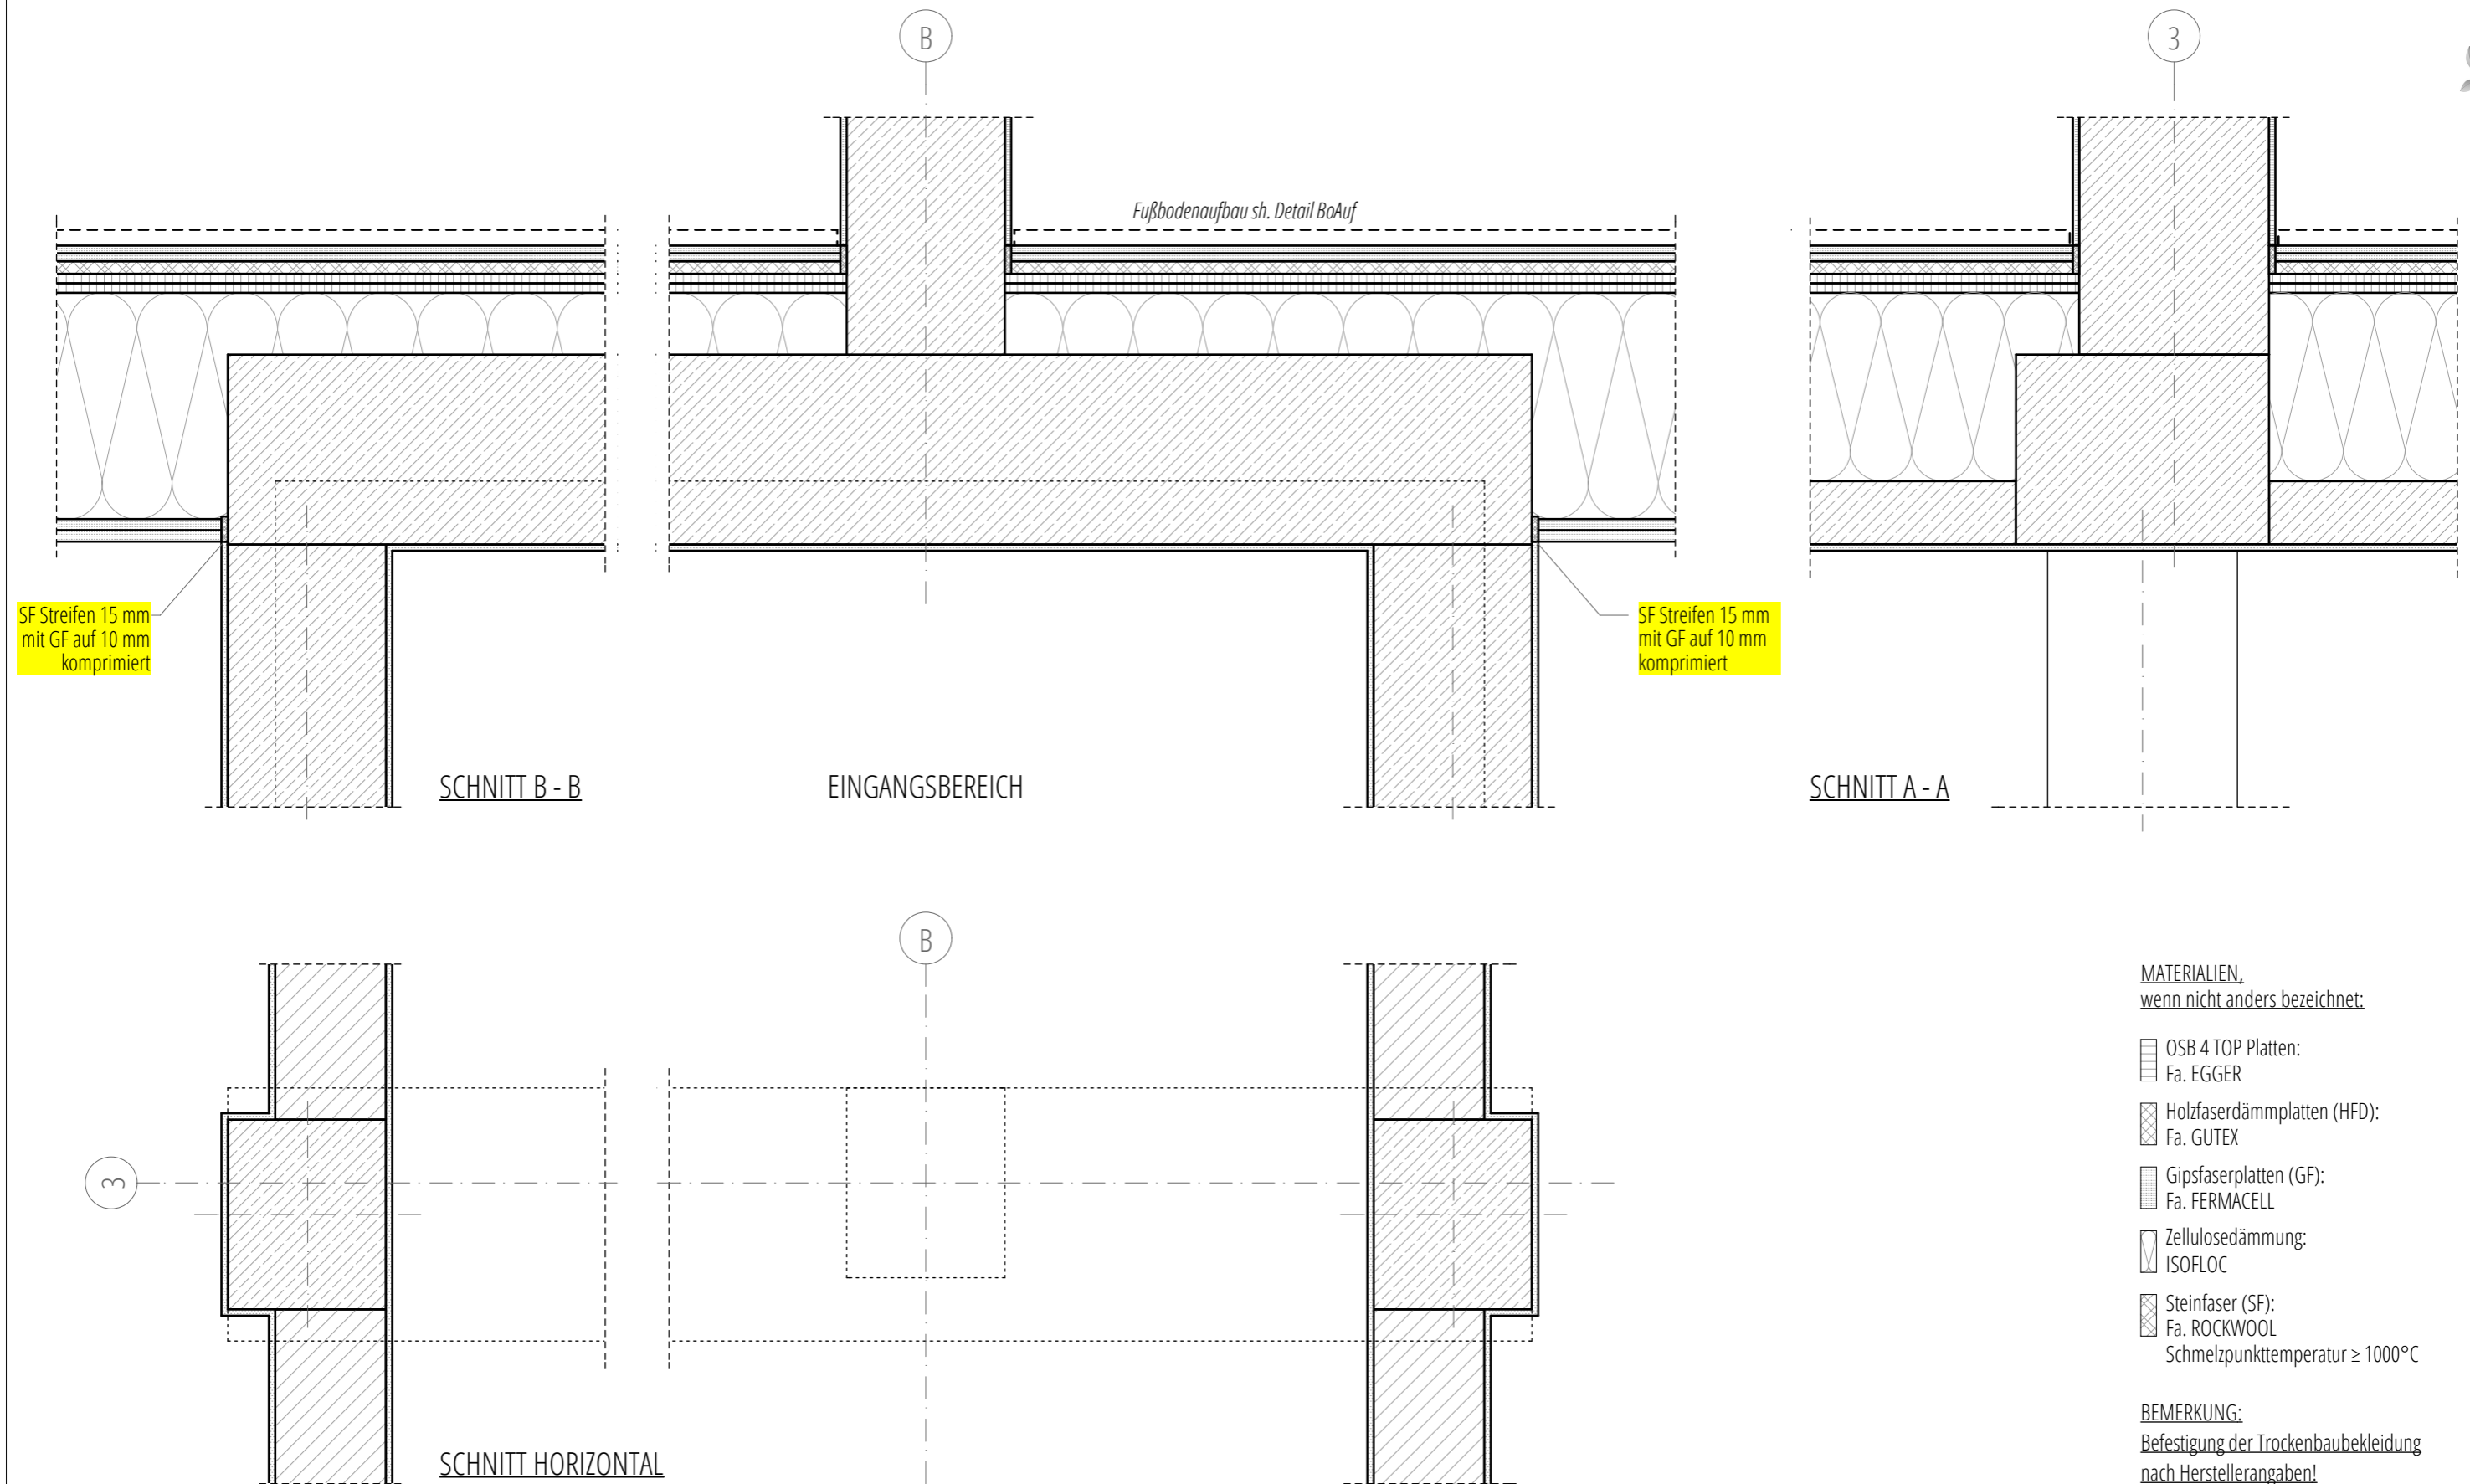 B
3
Fußbodenaufbau sh. Detail BoAuf
SF Streifen 15 mm
mit GF auf 10 mm
komprimiert
SF Streifen 15 mm
mit GF auf 10 mm
komprimiert
SCHNITT B - B
EINGANGSBEREICH
SCHNITT A - A
B
3
SCHNITT HORIZONTAL
MATERIALIEN,
wenn nicht anders bezeichnet:
OSB 4 TOP Platten:
Fa. EGGER
Holzfaserdämmplatten (HFD):
Fa. GUTEX
Gipsfaserplatten (GF):
Fa. FERMACELL
Zellulosedämmung:
ISOFLOC
Steinfaser (SF):
Fa. ROCKWOOL
Schmelzpunkttemperatur ≥ 1000°C
BEMERKUNG:
Befestigung der Trockenbaubekleidung
nach Herstellerangaben!